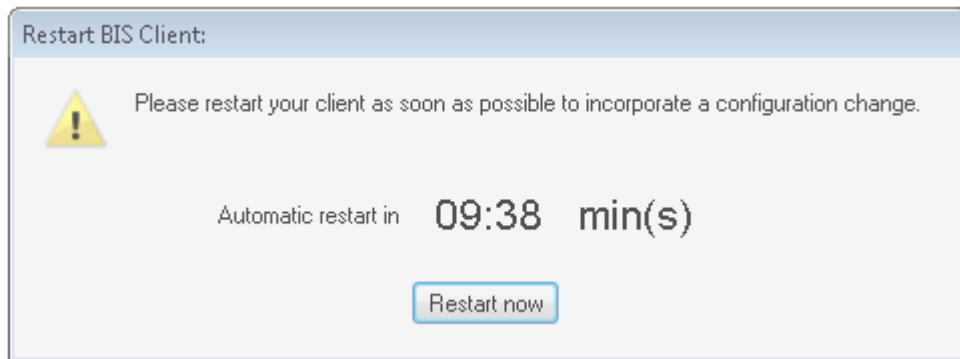 Restart BIS Client:
Please restart your client as soon as possible to incorporate a configuration change.
Automatic restart in 09:38 min(s)
Restart now